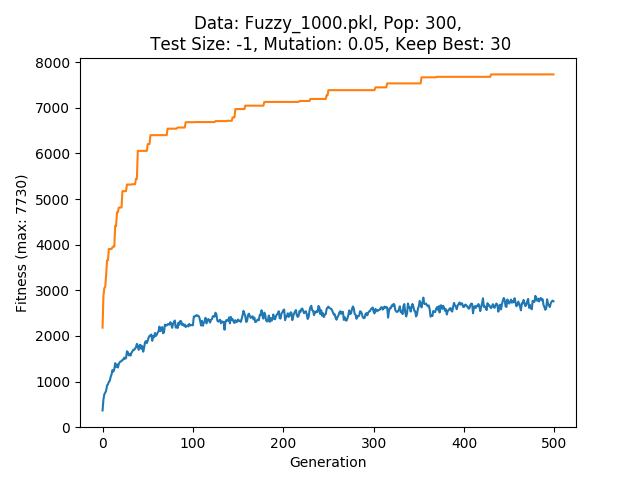 Data: Fuzzy_1000.pkl, Pop: 300,
Test Size: -1, Mutation: 0.05, Keep Best: 30
8000
7000
6000
5000
4000
3000
2000
1000
0
Fitness (max: 7730)
0 100 200 300 400 500
Generation